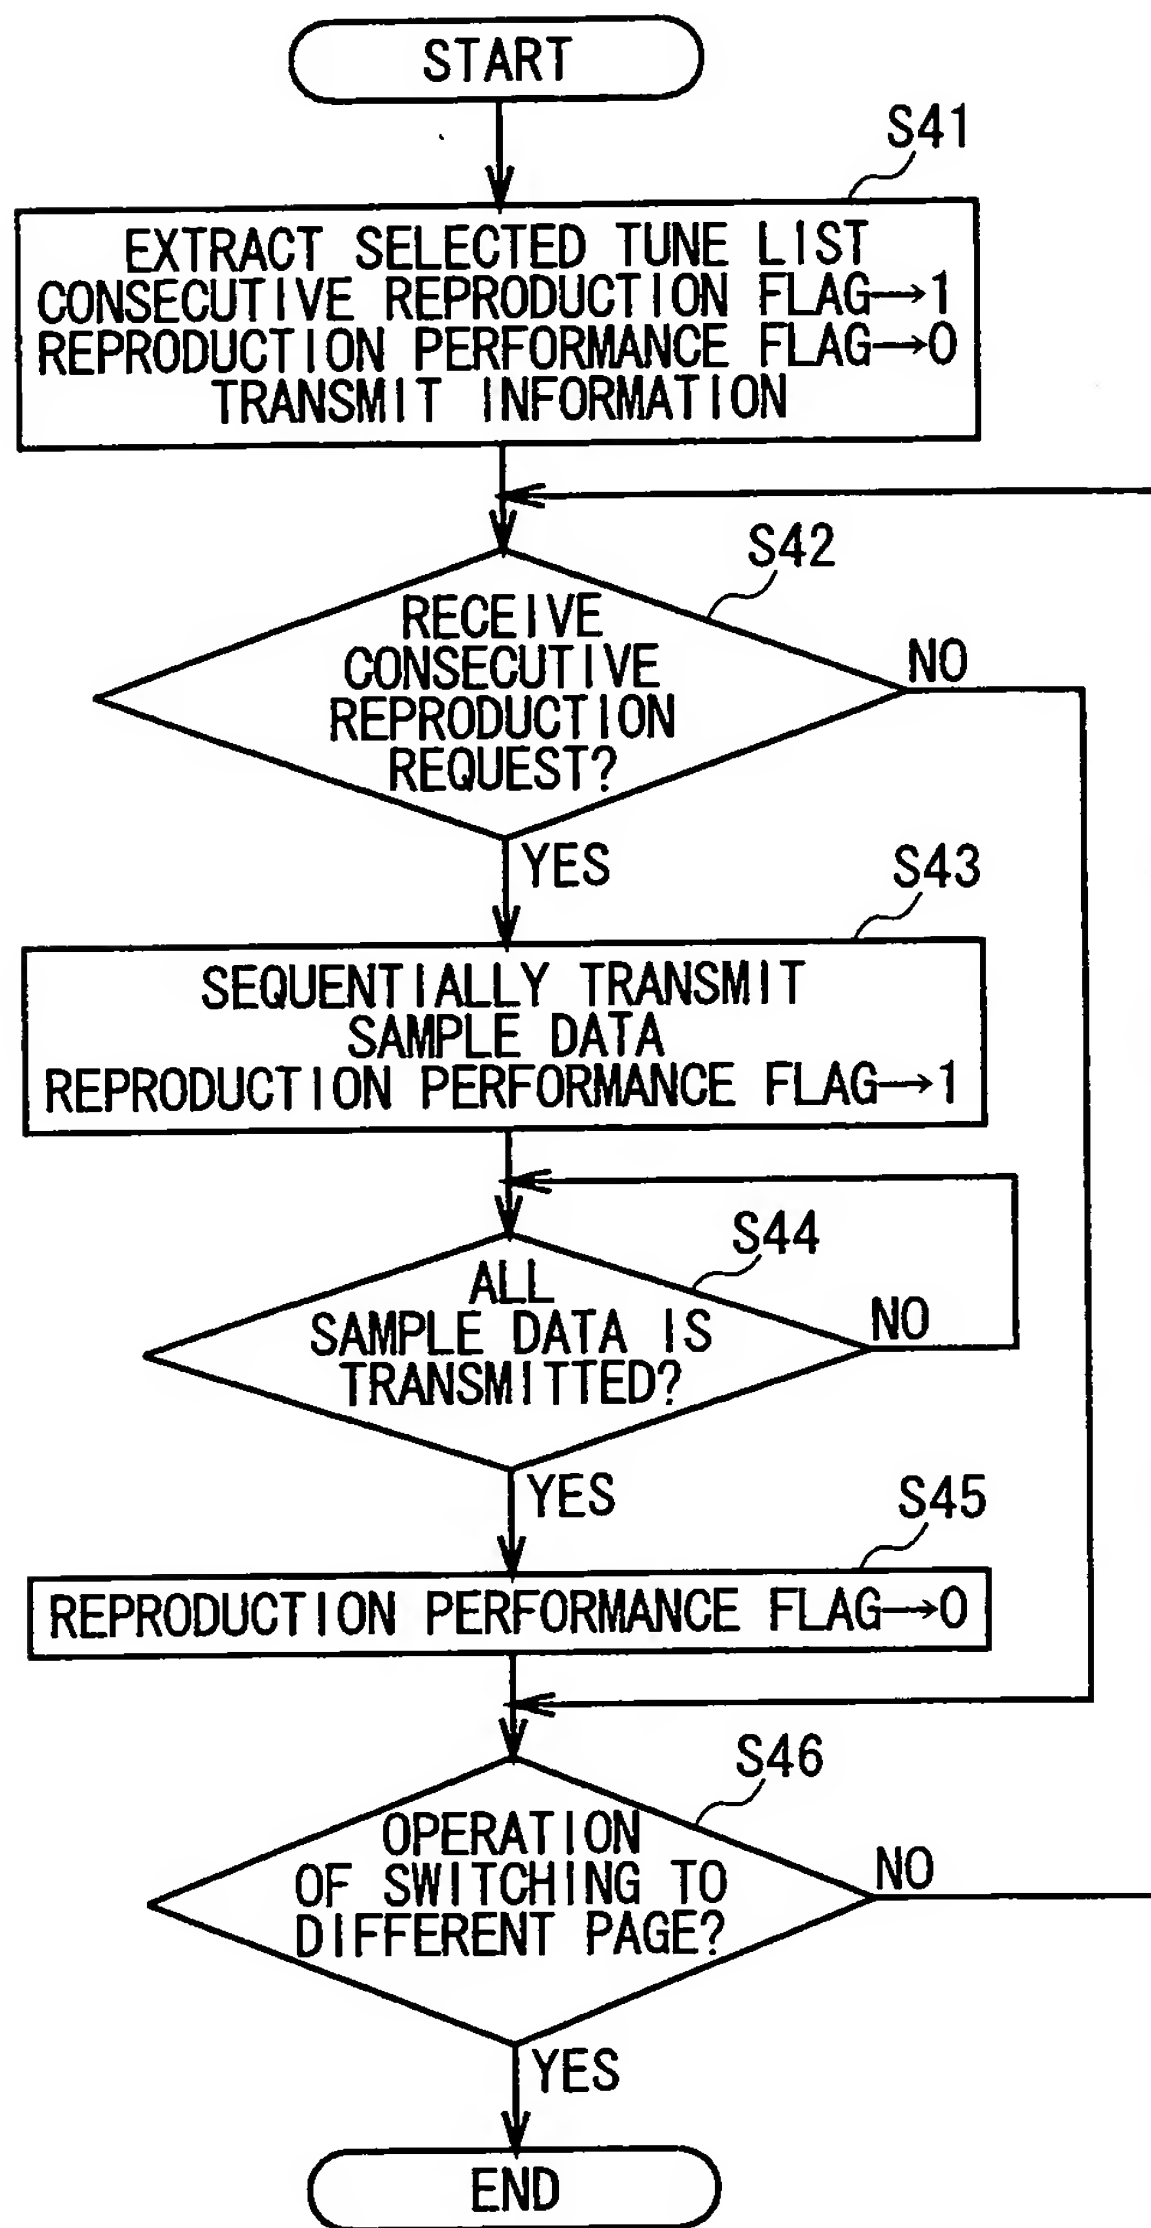 START
S41
EXTRACT SELECTED TUNE LIST
CONSECUTIVE REPRODUCTION FLAG→1
REPRODUCTION PERFORMANCE FLAG→0
TRANSMIT INFORMATION
S42
RECEIVE
CONSECUTIVE
REPRODUCTION
REQUEST?
NO
YES
S43
SEQUENTIALLY TRANSMIT
SAMPLE DATA
REPRODUCTION PERFORMANCE FLAG→1
S44
ALL
SAMPLE DATA IS
TRANSMITTED?
NO
YES
S45
REPRODUCTION PERFORMANCE FLAG→0
S46
OPERATION
OF SWITCHING TO
DIFFERENT PAGE?
NO
YES
END